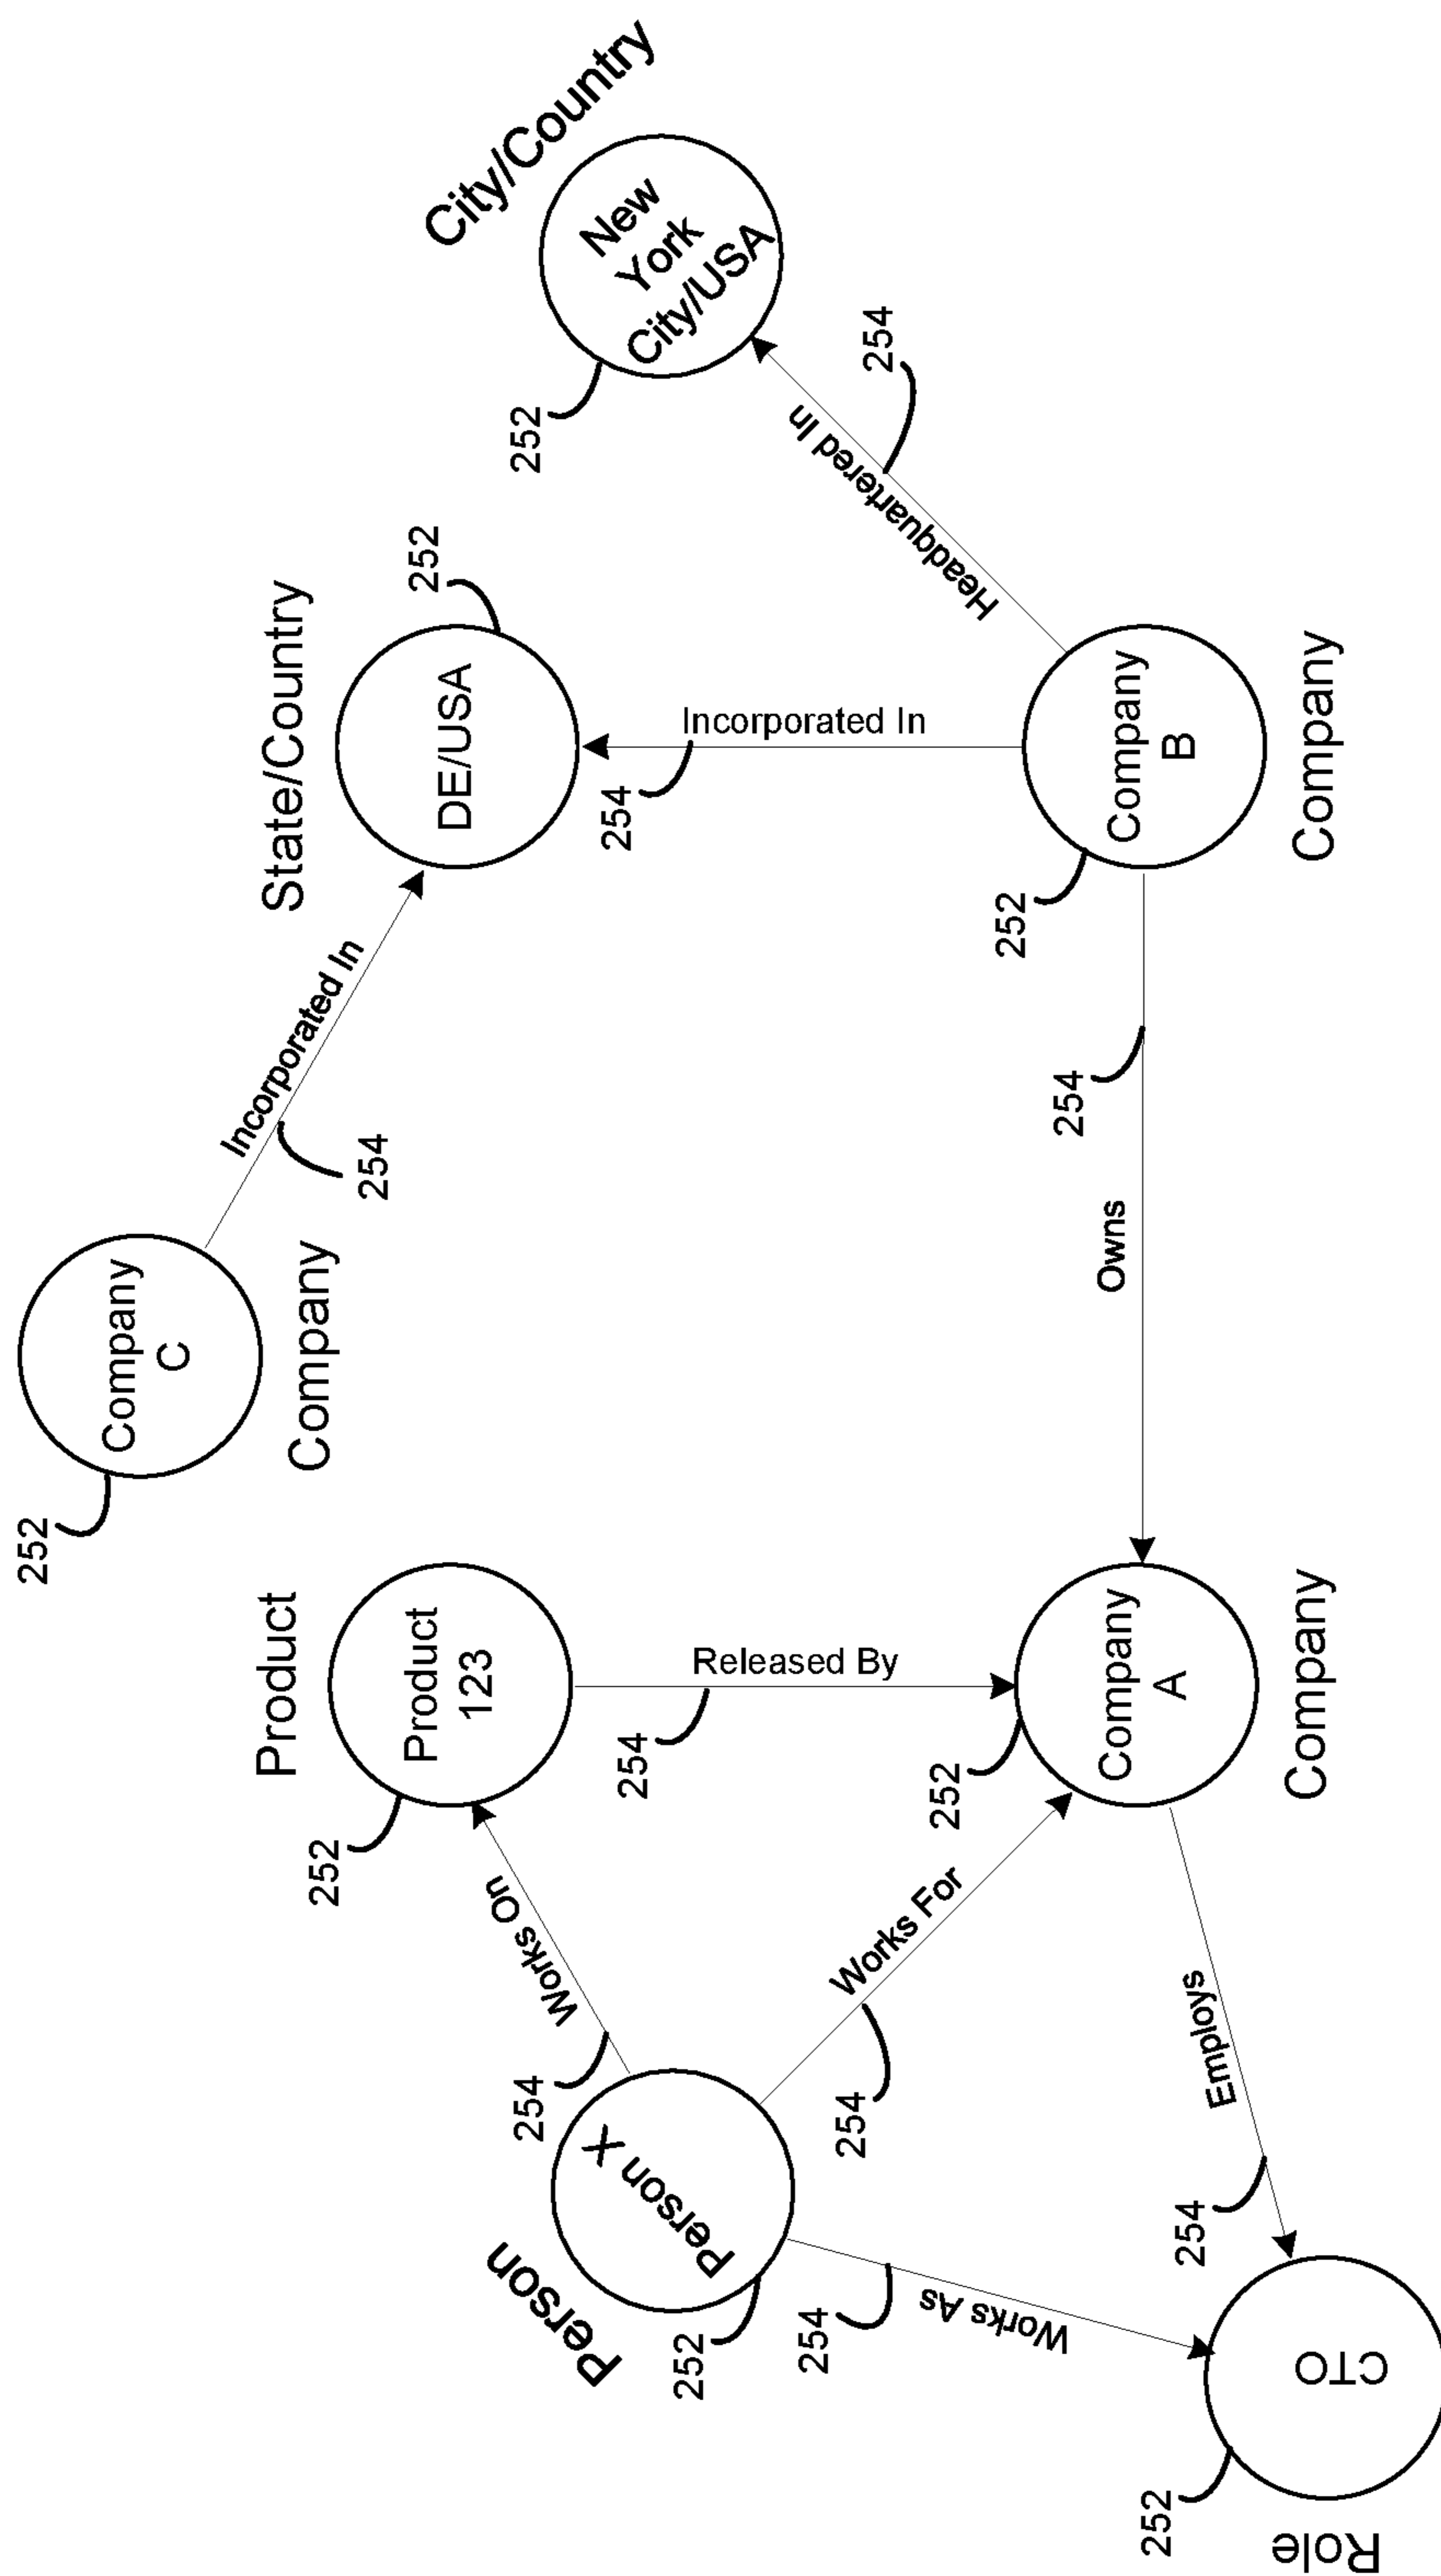 252
Company
C
Company
Incorporated In
254
State/Country
DE/USA
252
Product
Product
123
252
City/Country
New
York
City/USA
252
Person
Person X
252
Works On
254
Released By
254
Works For
254
Works As
254
Incorporated In
254
Headquartered In
254
252
Company
A
Company
Owns
254
252
Company
B
Company
Employs
254
252
CTO
Role